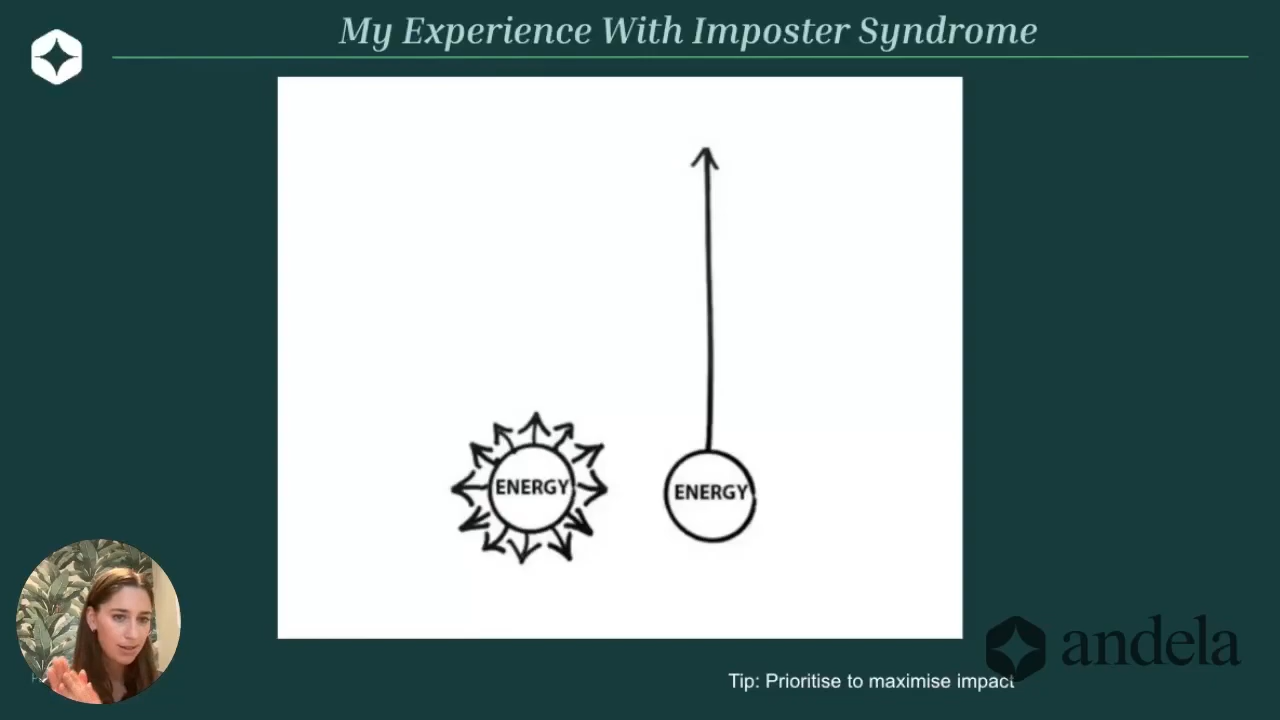 My Experience With Imposter Syndrome
ENERGY
ENERGY
andela
Tip: Prioritise to maximise impact